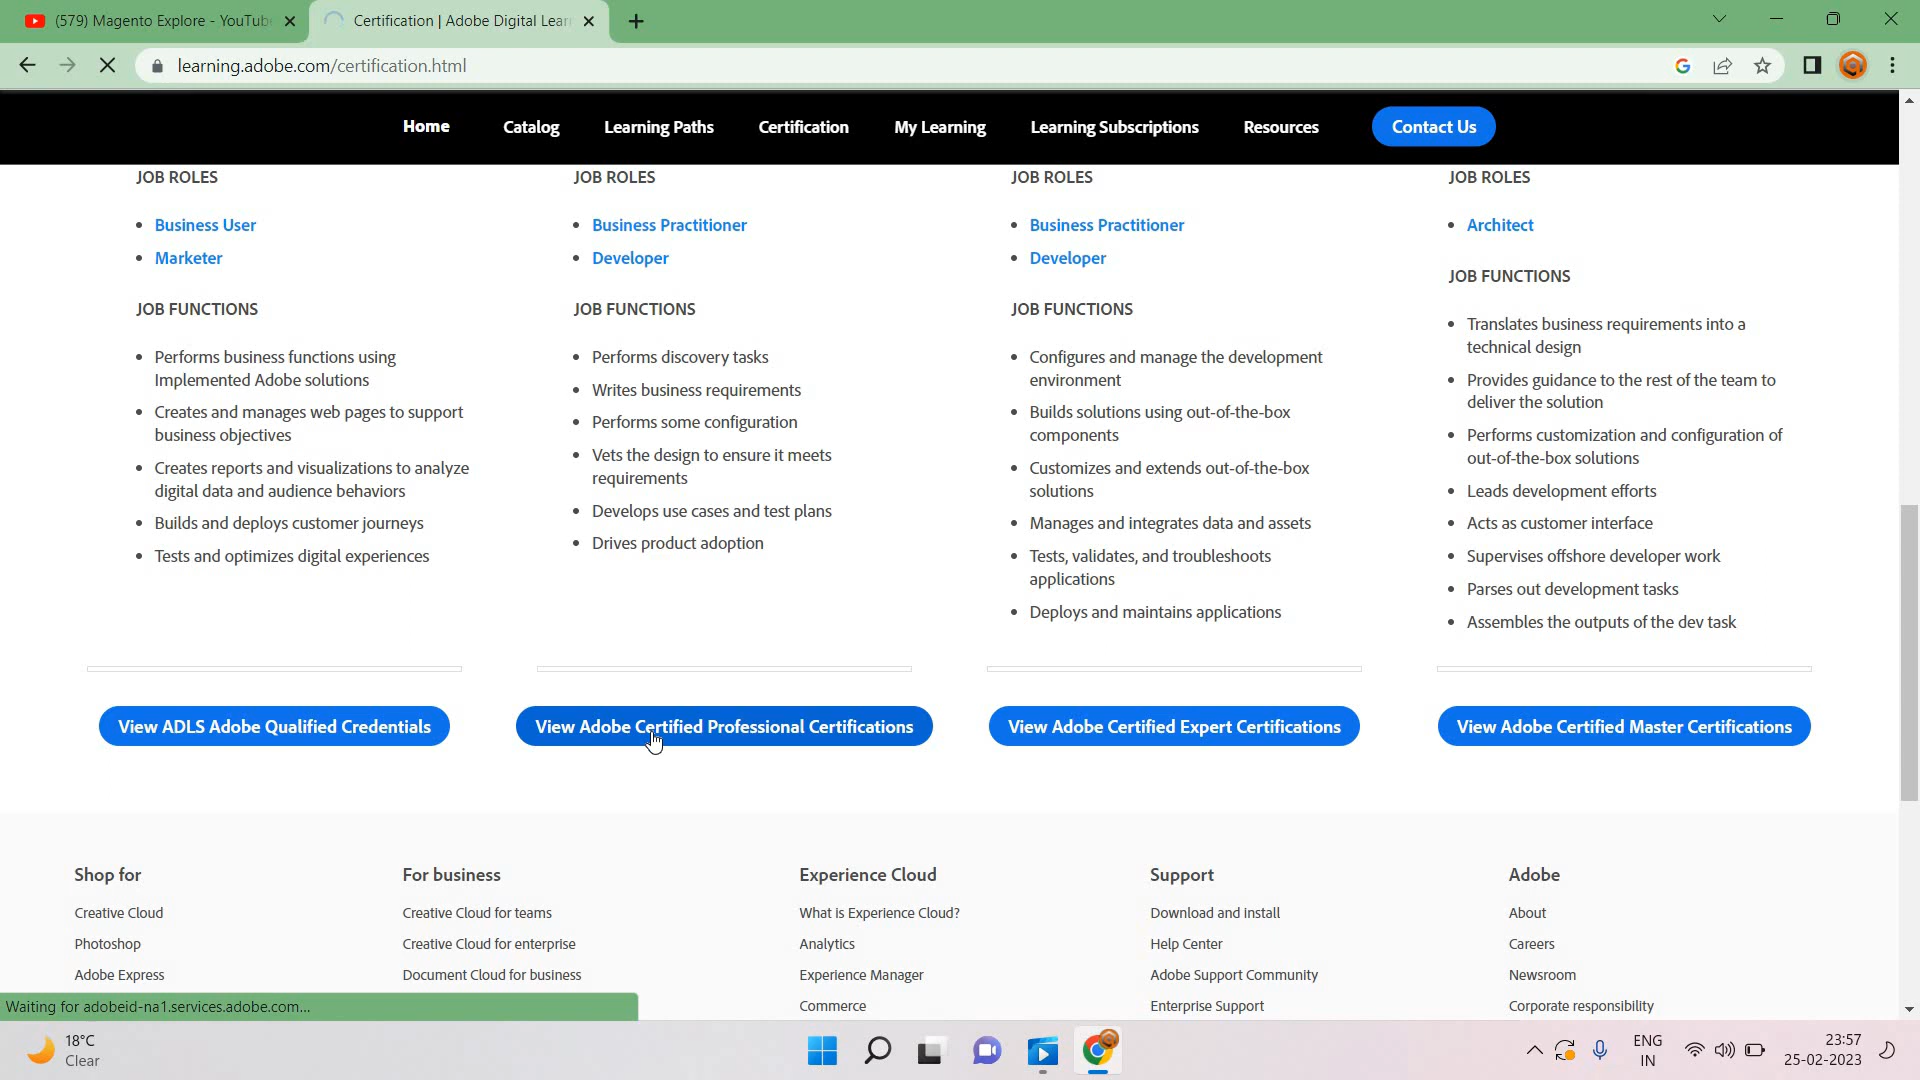 (579) Magento Explore - YouTube
Certification | Adobe Digital Lear
learning.adobe.com/certification.html
Home
Catalog
Learning Paths
Certification
My Learning
Learning Subscriptions
Resources
Contact Us
JOB ROLES
Business User
Marketer
JOB FUNCTIONS
Performs business functions using
Implemented Adobe solutions
Creates and manages web pages to support
business objectives
Creates reports and visualizations to analyze
digital data and audience behaviors
Builds and deploys customer journeys
Tests and optimizes digital experiences
View ADLS Adobe Qualified Credentials
JOB ROLES
Business Practitioner
Developer
JOB FUNCTIONS
Performs discovery tasks
Writes business requirements
Performs some configuration
Vets the design to ensure it meets
requirements
Develops use cases and test plans
Drives product adoption
View Adobe Certified Professional Certifications
JOB ROLES
Business Practitioner
Developer
JOB FUNCTIONS
Configures and manage the development
environment
Builds solutions using out-of-the-box
components
Customizes and extends out-of-the-box
solutions
Manages and integrates data and assets
Tests, validates, and troubleshoots
applications
Deploys and maintains applications
View Adobe Certified Expert Certifications
JOB ROLES
Architect
JOB FUNCTIONS
Translates business requirements into a
technical design
Provides guidance to the rest of the team to
deliver the solution
Performs customization and configuration of
out-of-the-box solutions
Leads development efforts
Acts as customer interface
Supervises offshore developer work
Parses out development tasks
Assembles the outputs of the dev task
View Adobe Certified Master Certifications
Shop for
Creative Cloud
Photoshop
Adobe Express
For business
Creative Cloud for teams
Creative Cloud for enterprise
Document Cloud for business
Experience Cloud
What is Experience Cloud?
Analytics
Experience Manager
Commerce
Support
Download and install
Help Center
Adobe Support Community
Enterprise Support
Adobe
About
Careers
Newsroom
Corporate responsibility
Waiting for adobeid-na1.services.adobe.com...
18°C
Clear
ENG
IN
23:57
25-02-2023